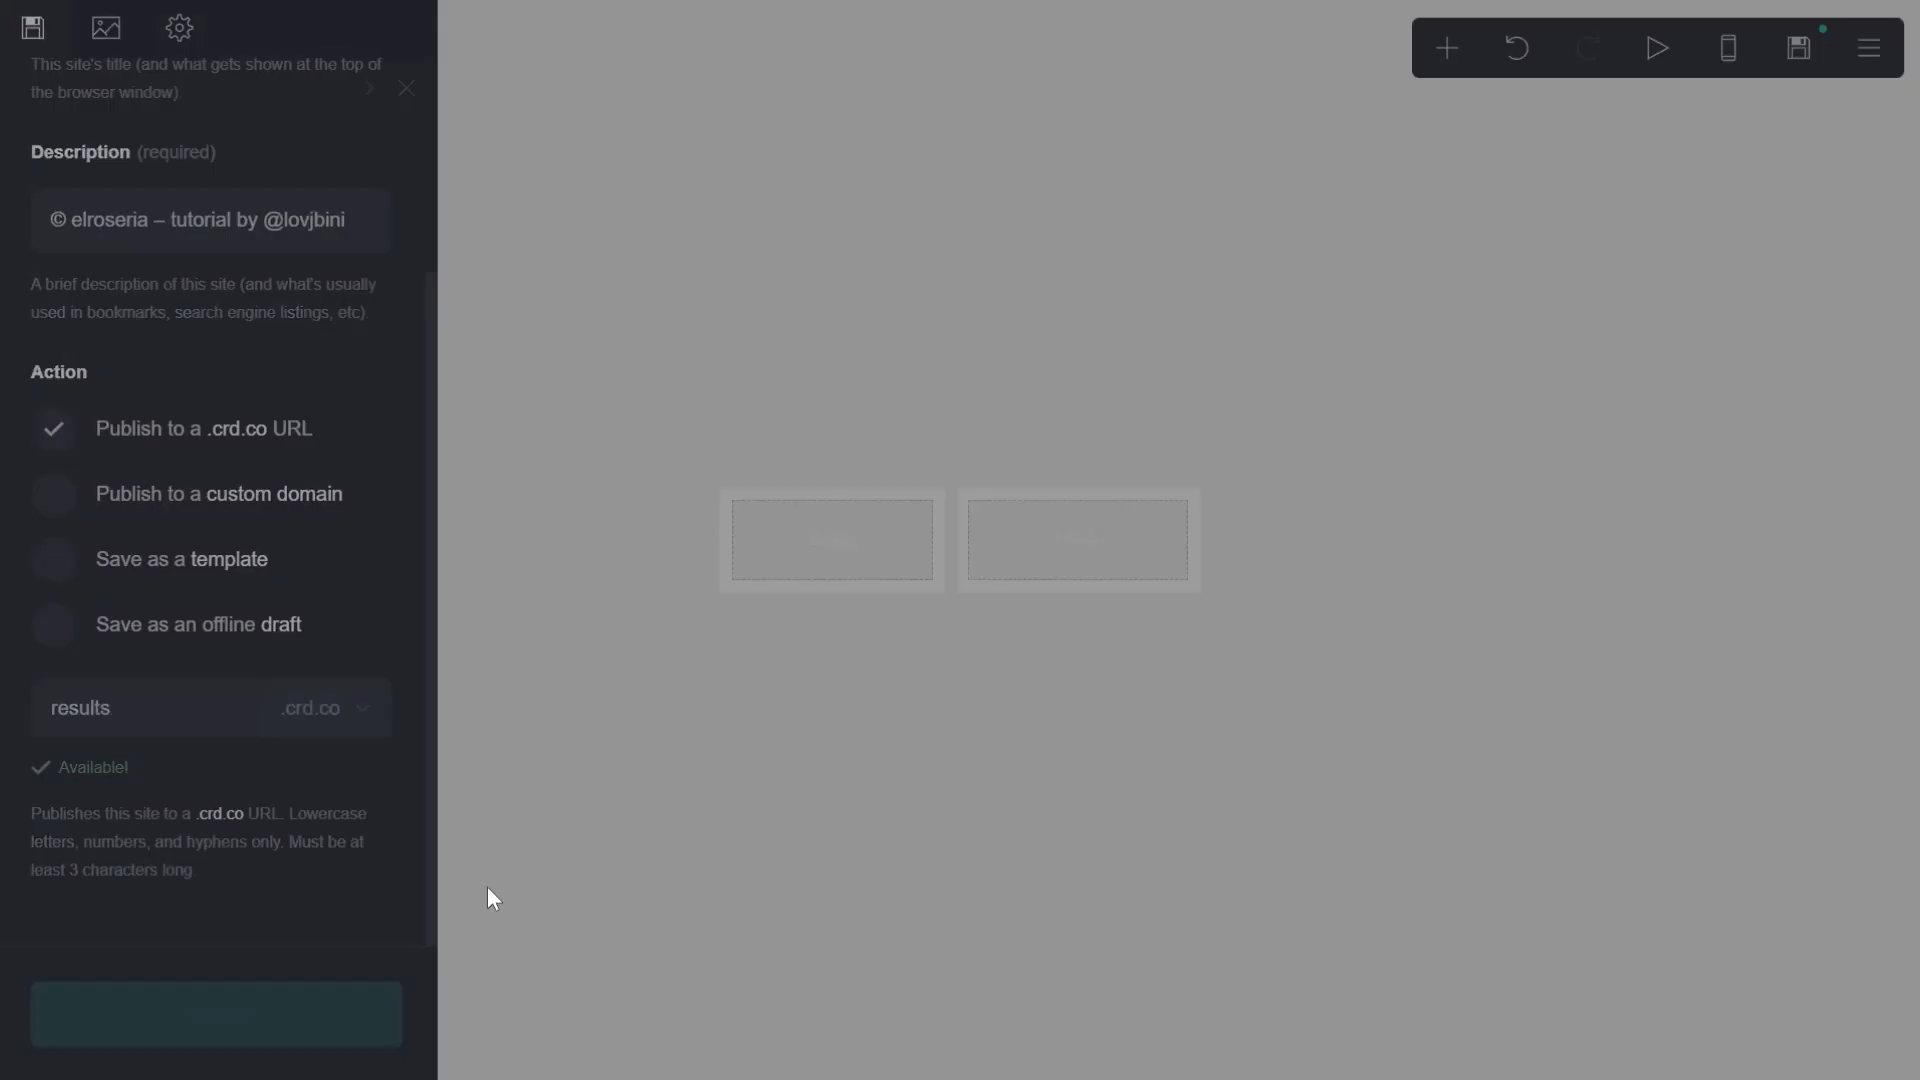 This site's title (and what gets shown at the top of
the browser window).
Description (required)
© elroseria – tutorial by @lovjbini
A brief description of this site (and what's usually
used in bookmarks, search engine listings, etc).
Action
Publish to a .crd.co URL
Publish to a custom domain
Save as a template
Save as an offline draft
results .crd.co
Available!
Publishes this site to a .crd.co URL. Lowercase
letters, numbers, and hyphens only. Must be at
least 3 characters long